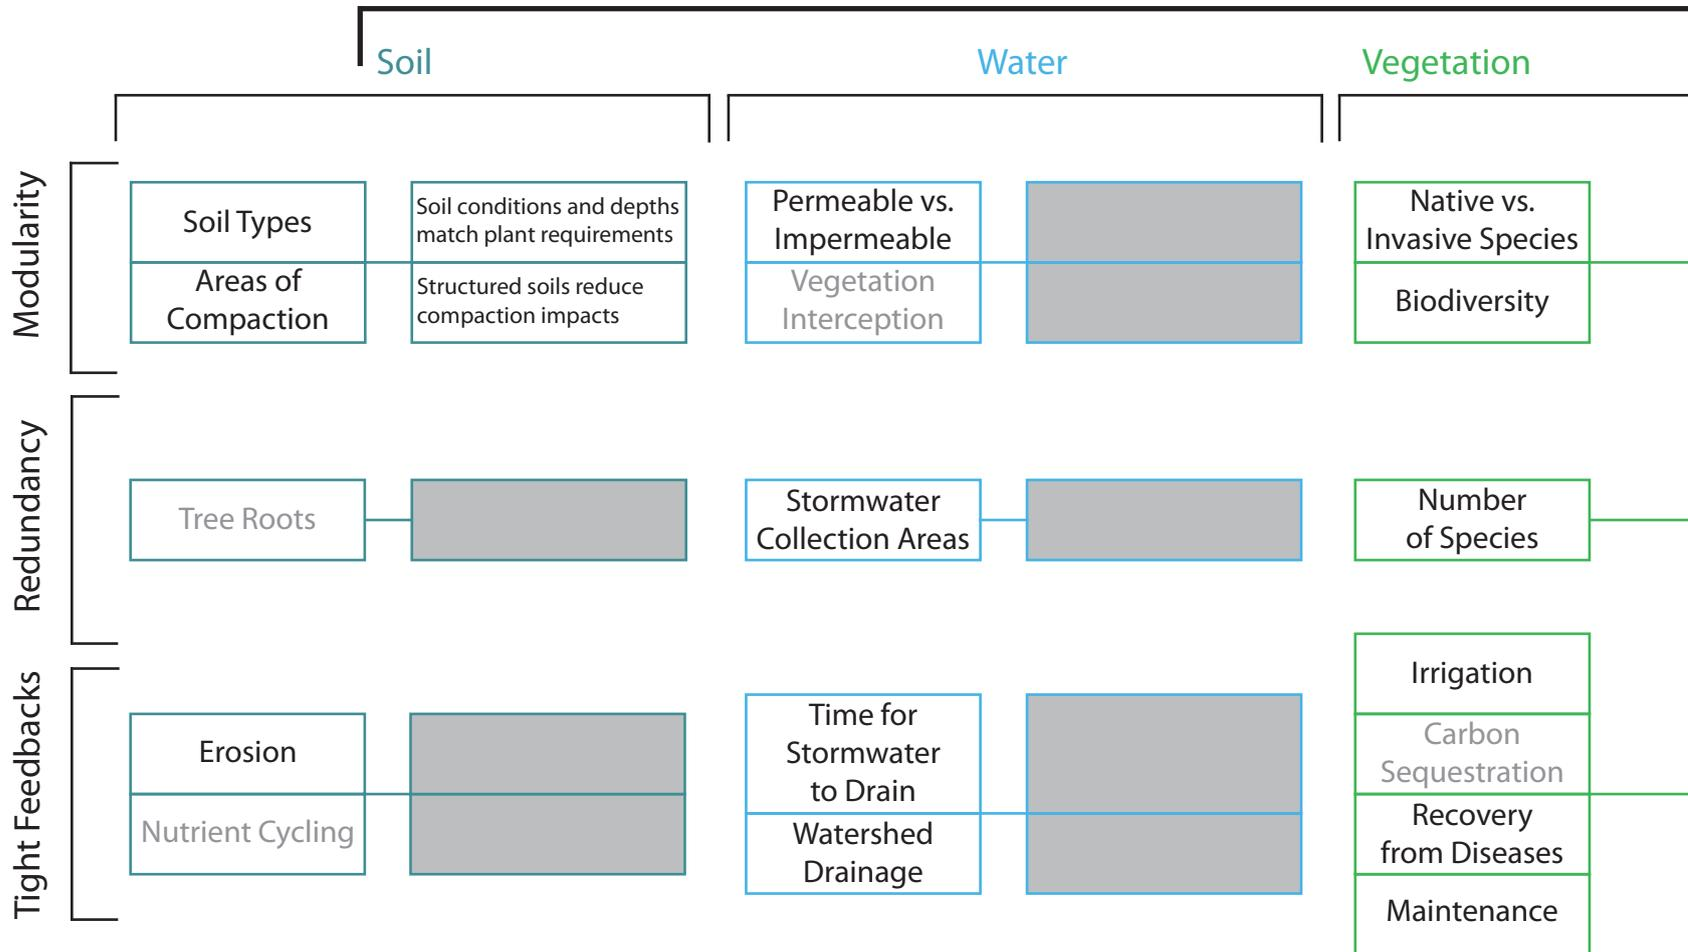 Soil
Water
Vegetation
Modularity
Soil Types
Areas of
Compaction
Soil conditions and depths
match plant requirements
Structured soils reduce
compaction impacts
Permeable vs.
Impermeable
Vegetation
Interception
Native vs.
Invasive Species
Biodiversity
Redundancy
Tree Roots
Stormwater
Collection Areas
Number
of Species
Tight Feedbacks
Erosion
Nutrient Cycling
Time for
Stormwater
to Drain
Watershed
Drainage
Irrigation
Carbon
Sequestration
Recovery
from Diseases
Maintenance